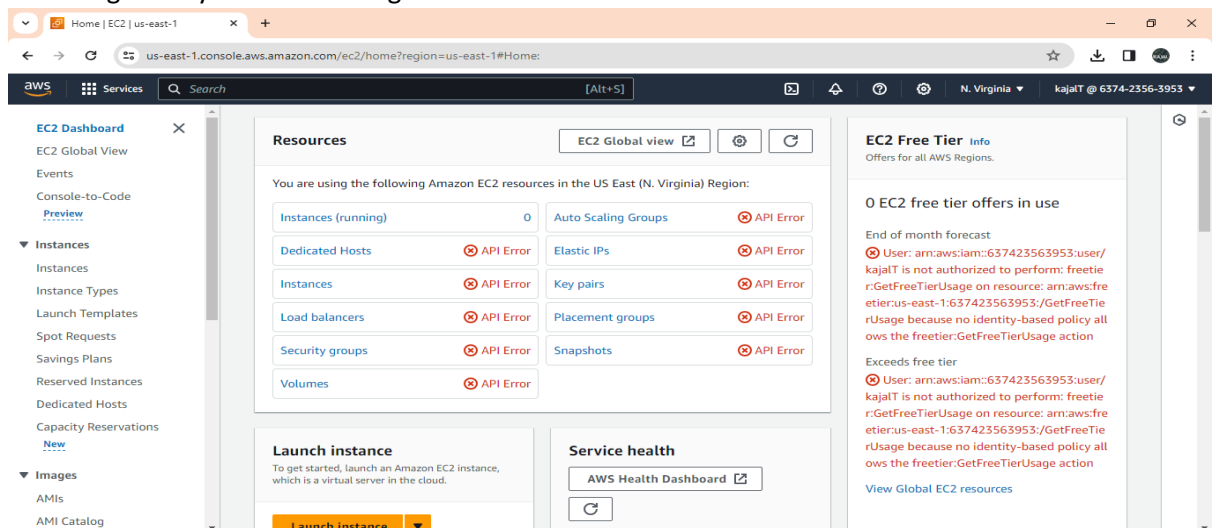 Home | EC2 | us-east-1
us-east-1.console.aws.amazon.com/ec2/home?region=us-east-1#Home:
aws Services Search [Alt+S] N. Virginia kajalT @ 6374-2356-3953
EC2 Dashboard
EC2 Global View
Events
Console-to-Code
Preview
Instances
Instances
Instance Types
Launch Templates
Spot Requests
Savings Plans
Reserved Instances
Dedicated Hosts
Capacity Reservations
New
Images
AMIs
AMI Catalog
Resources
EC2 Global view
You are using the following Amazon EC2 resources in the US East (N. Virginia) Region:
Instances (running) 0
Auto Scaling Groups API Error
Dedicated Hosts API Error
Elastic IPs API Error
Instances API Error
Key pairs API Error
Load balancers API Error
Placement groups API Error
Security groups API Error
Snapshots API Error
Volumes API Error
Launch instance
To get started, launch an Amazon EC2 instance,
which is a virtual server in the cloud.
Launch instance
Service health
AWS Health Dashboard
EC2 Free Tier Info
Offers for all AWS Regions.
0 EC2 free tier offers in use
End of month forecast
User: arn:aws:iam::637423563953:user/
kajalT is not authorized to perform: freetie
r:GetFreeTierUsage on resource: arn:aws:fre
etier:us-east-1:637423563953:/GetFreeTie
rUsage because no identity-based policy all
ows the freetier:GetFreeTierUsage action
Exceeds free tier
User: arn:aws:iam::637423563953:user/
kajalT is not authorized to perform: freetie
r:GetFreeTierUsage on resource: arn:aws:fre
etier:us-east-1:637423563953:/GetFreeTie
rUsage because no identity-based policy all
ows the freetier:GetFreeTierUsage action
View Global EC2 resources